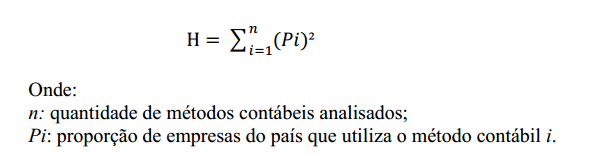 H = ∑ⁿᵢ₌₁(Pi)²
Onde:
n: quantidade de métodos contábeis analisados;
Pi: proporção de empresas do país que utiliza o método contábil i.